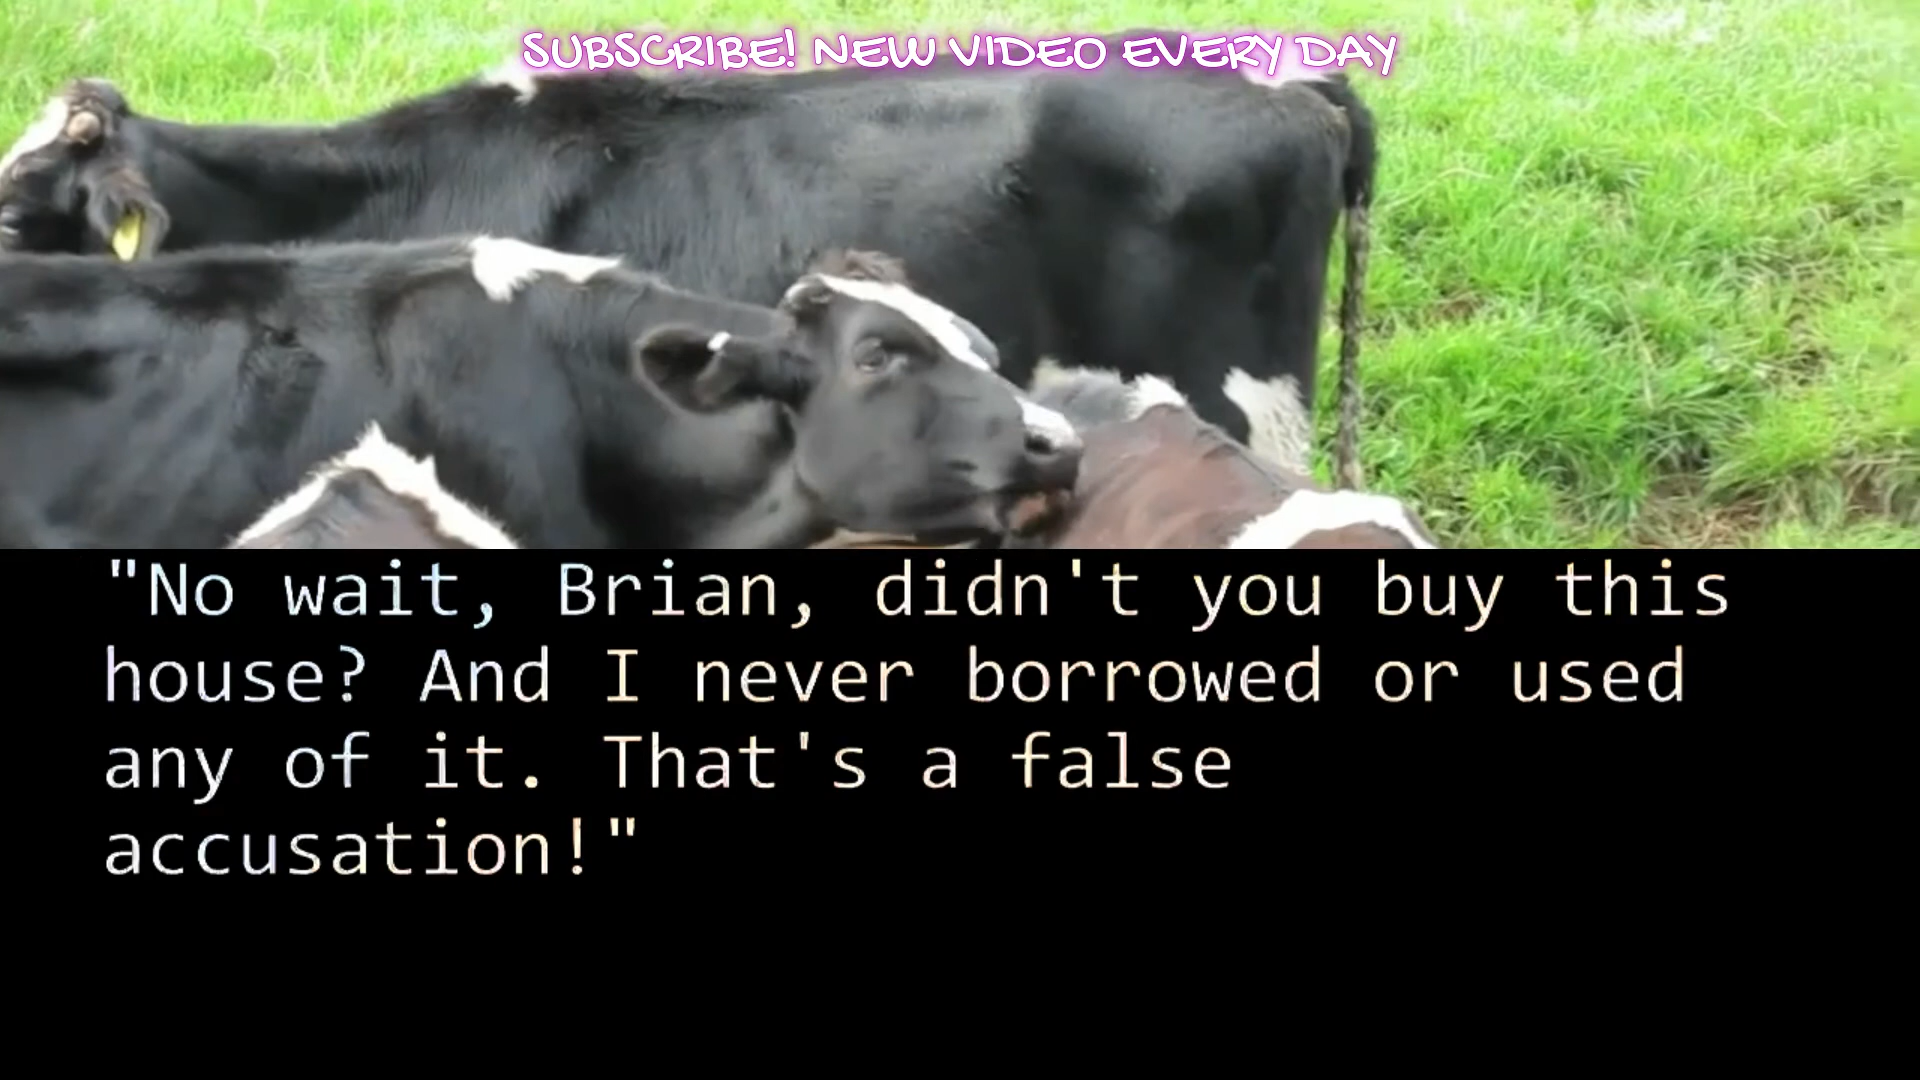 SUBSCRIBE! NEW VIDEO EVERY DAY
"No wait, Brian, didn't you buy this
house? And I never borrowed or used
any of it. That's a false
accusation!"